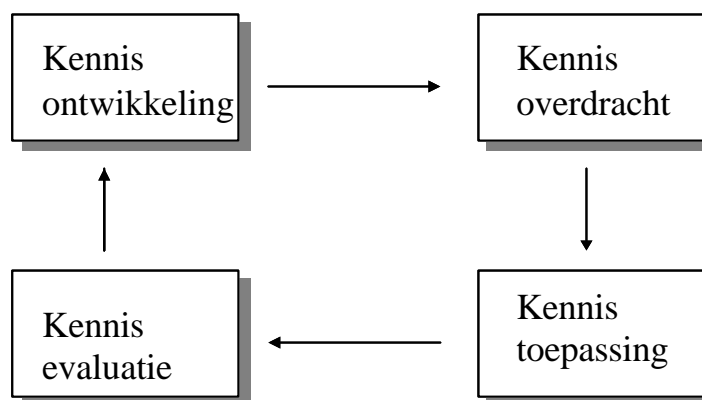 Kennis
ontwikkeling
Kennis
overdracht
Kennis
evaluatie
Kennis
toepassing